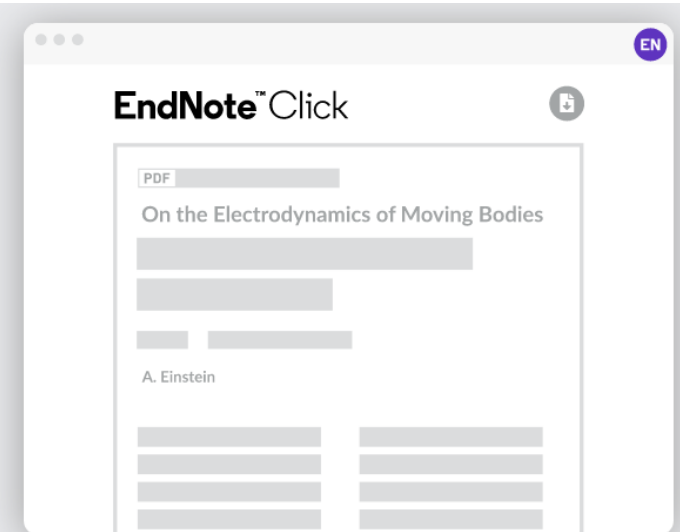 EN
EndNote™ Click
PDF
On the Electrodynamics of Moving Bodies
A. Einstein